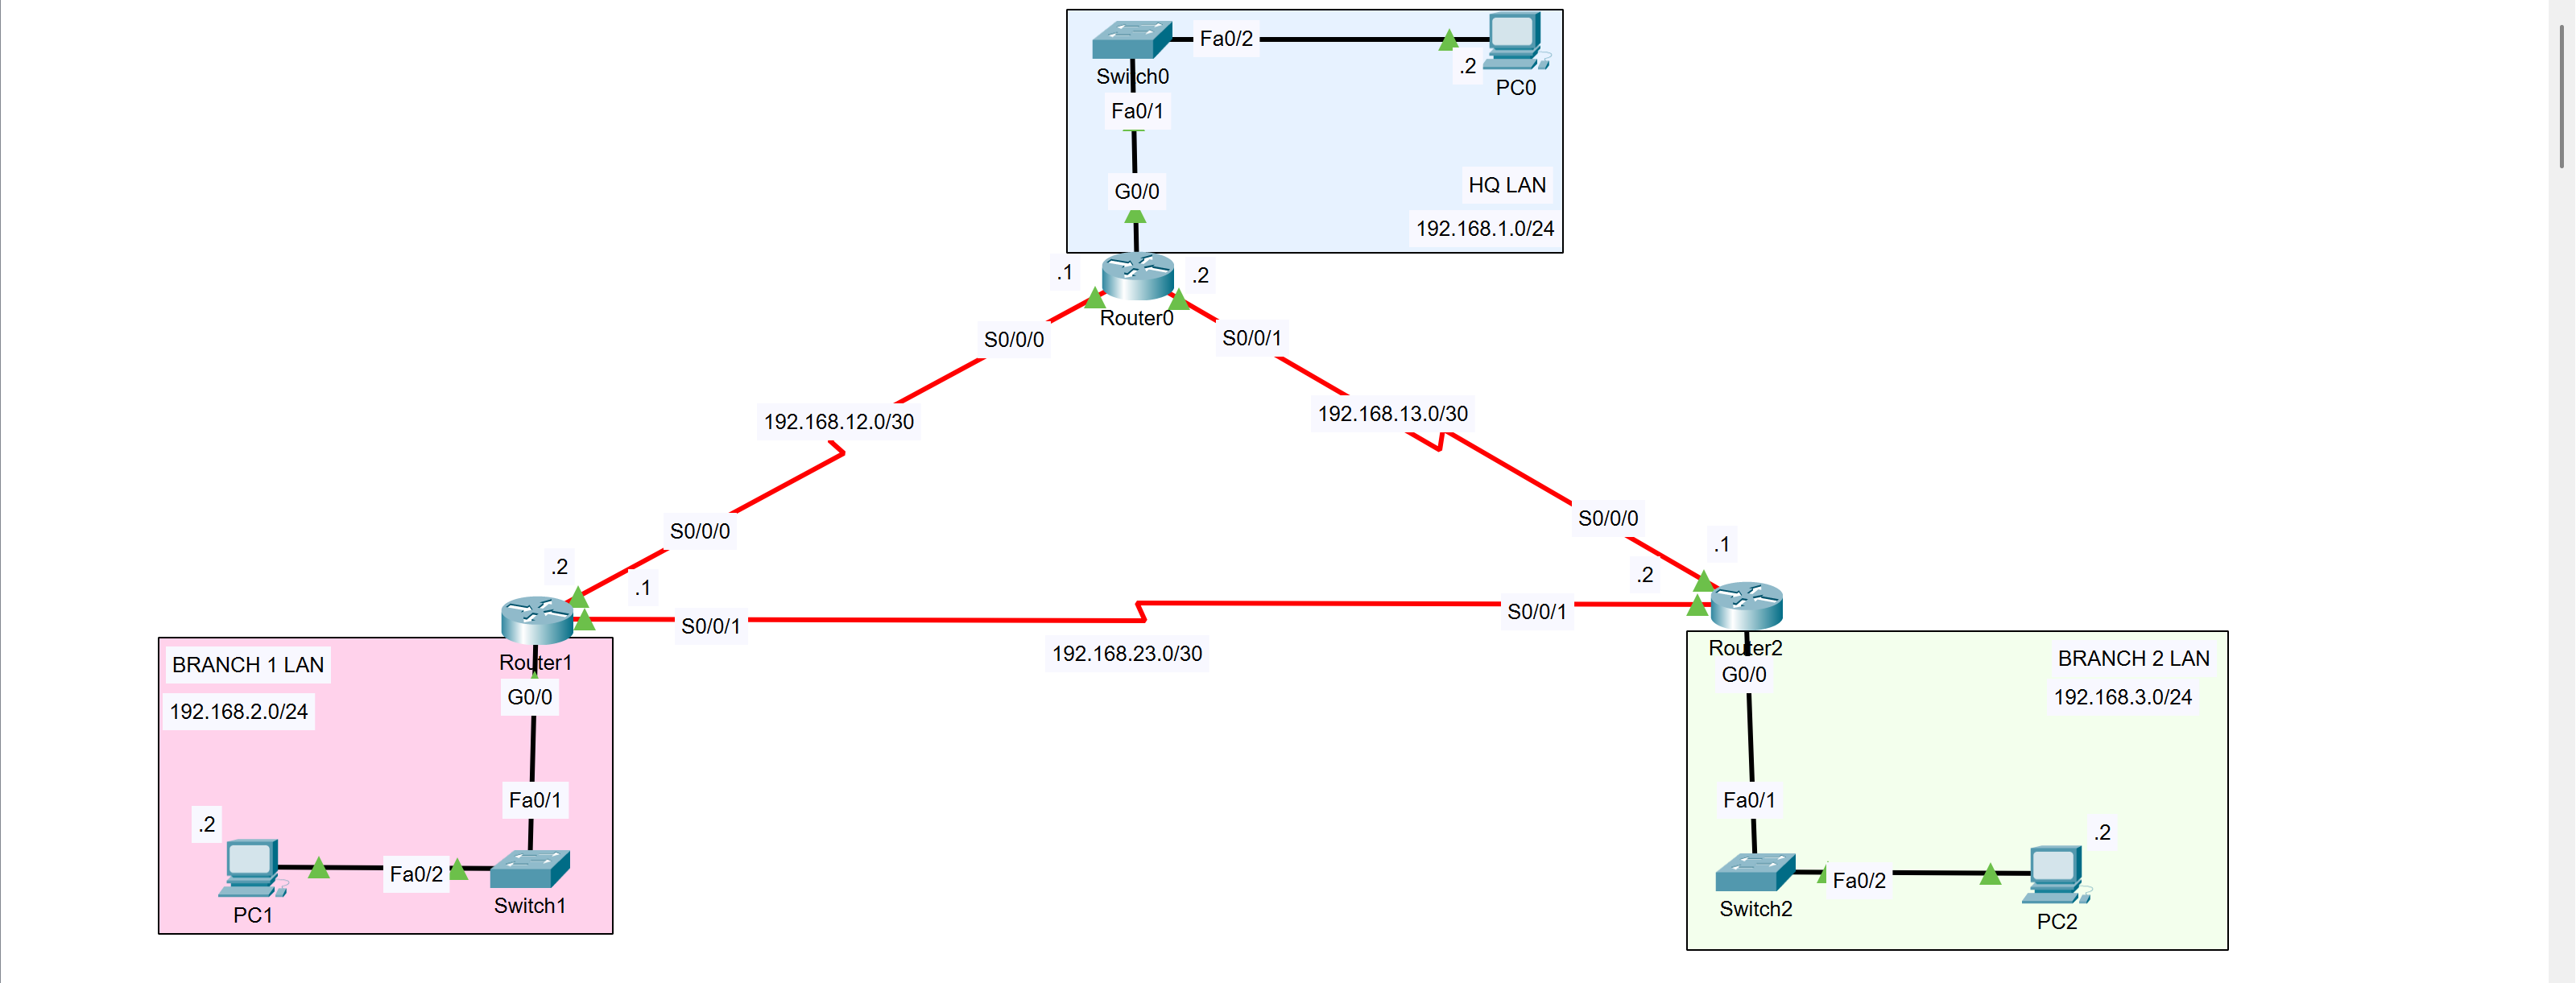 Fa0/2
.2
Switch0
PC0
Fa0/1
G0/0
HQ LAN
192.168.1.0/24
.1
.2
Router0
S0/0/0
S0/0/1
192.168.12.0/30
192.168.13.0/30
S0/0/0
S0/0/0
.2
.1
.1
.2
S0/0/1
S0/0/1
192.168.23.0/30
Router1
BRANCH 1 LAN
G0/0
192.168.2.0/24
Fa0/1
.2
Fa0/2
PC1
Switch1
Router2
BRANCH 2 LAN
G0/0
192.168.3.0/24
Fa0/1
.2
Fa0/2
Switch2
PC2